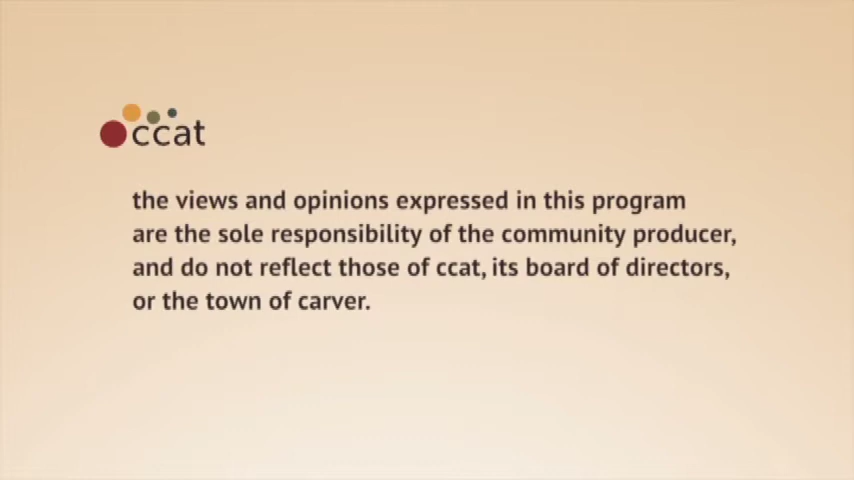 ccat
the views and opinions expressed in this program
are the sole responsibility of the community producer,
and do not reflect those of ccat, its board of directors,
or the town of carver.